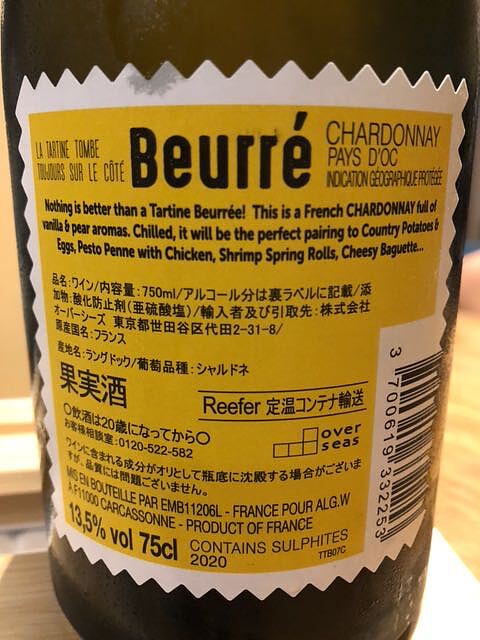 LA TARTINE TOMBE
TOUJOURS SUR LE CÔTÉ
Beurré
CHARDONNAY
PAYS D'OC
INDICATION GÉOGRAPHIQUE PROTÉGÉE
Nothing is better than a Tartine Beurrée! This is a French CHARDONNAY full of
vanilla & pear aromas. Chilled, it will be the perfect pairing to Country Potatoes &
Eggs, Pesto Penne with Chicken, Shrimp Spring Rolls, Cheesy Baguette...
品名:ワイン/内容量:750ml/アルコール分は裏ラベルに記載/添
加物:酸化防止剤(亜硫酸塩)/輸入者及び引取先:株式会社
オーバーシーズ 東京都世田谷区代田2-31-8/
原産国名:フランス
産地名:ラングドック/葡萄品種:シャルドネ
果実酒
Reefer 定温コンテナ輸送
〇飲酒は20歳になってから〇
お客様相談室:0120-522-582
over
seas
ワインに含まれる成分がオリとして瓶底に沈殿する場合がございま
すが、品質には問題ございません。
MIS EN BOUTEILLE PAR EMB11206L - FRANCE POUR ALG.W
A.F11000 CARCASSONNE - PRODUCT OF FRANCE
13,5% vol 75cl
CONTAINS SULPHITES
2020
TTB07C
3 700619 332253